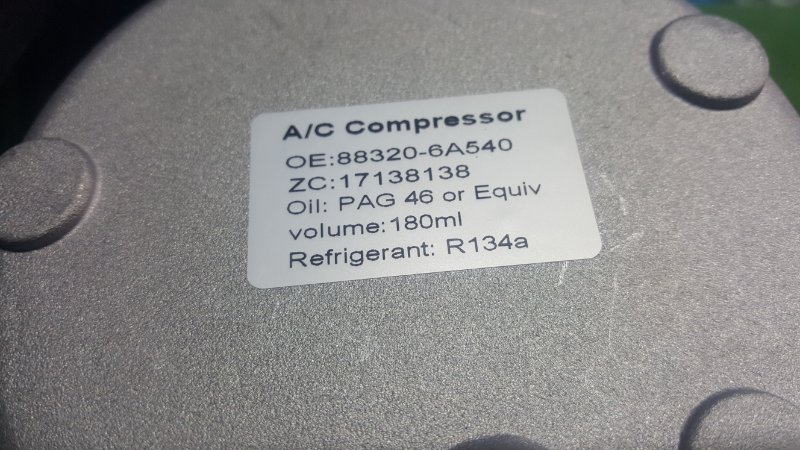 A/C Compressor
OE:88320-6A540
ZC:17138138
Oil: PAG 46 or Equiv
volume:180ml
Refrigerant: R134a